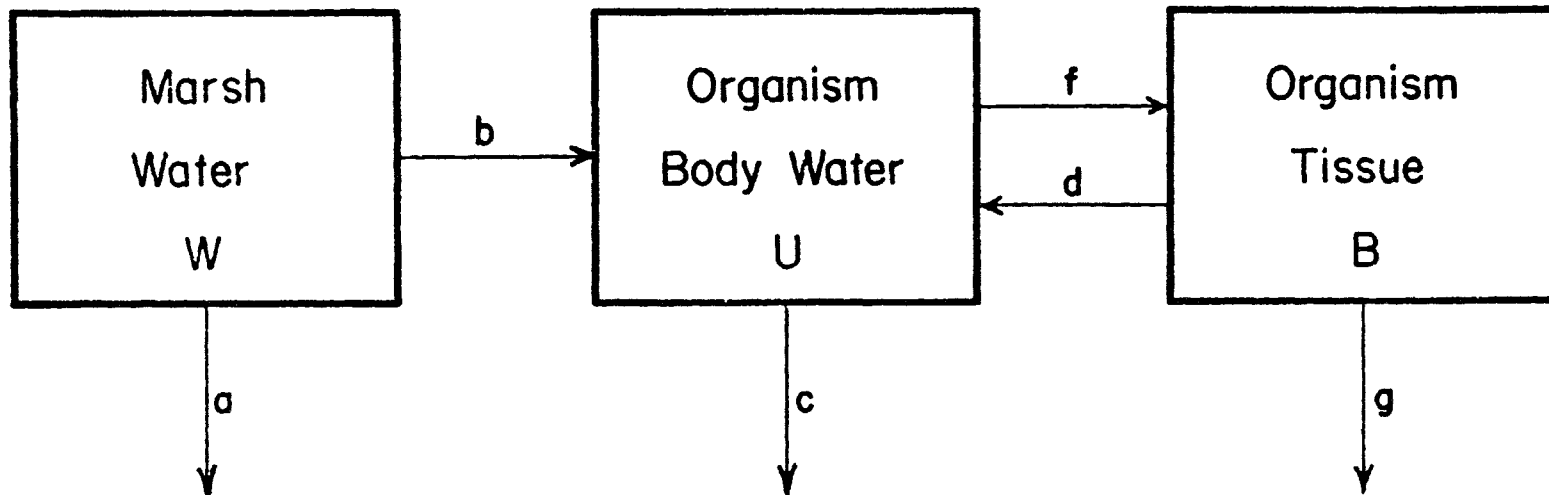 Marsh
Water
W
b
Organism
Body Water
U
f
d
Organism
Tissue
B
a
c
g